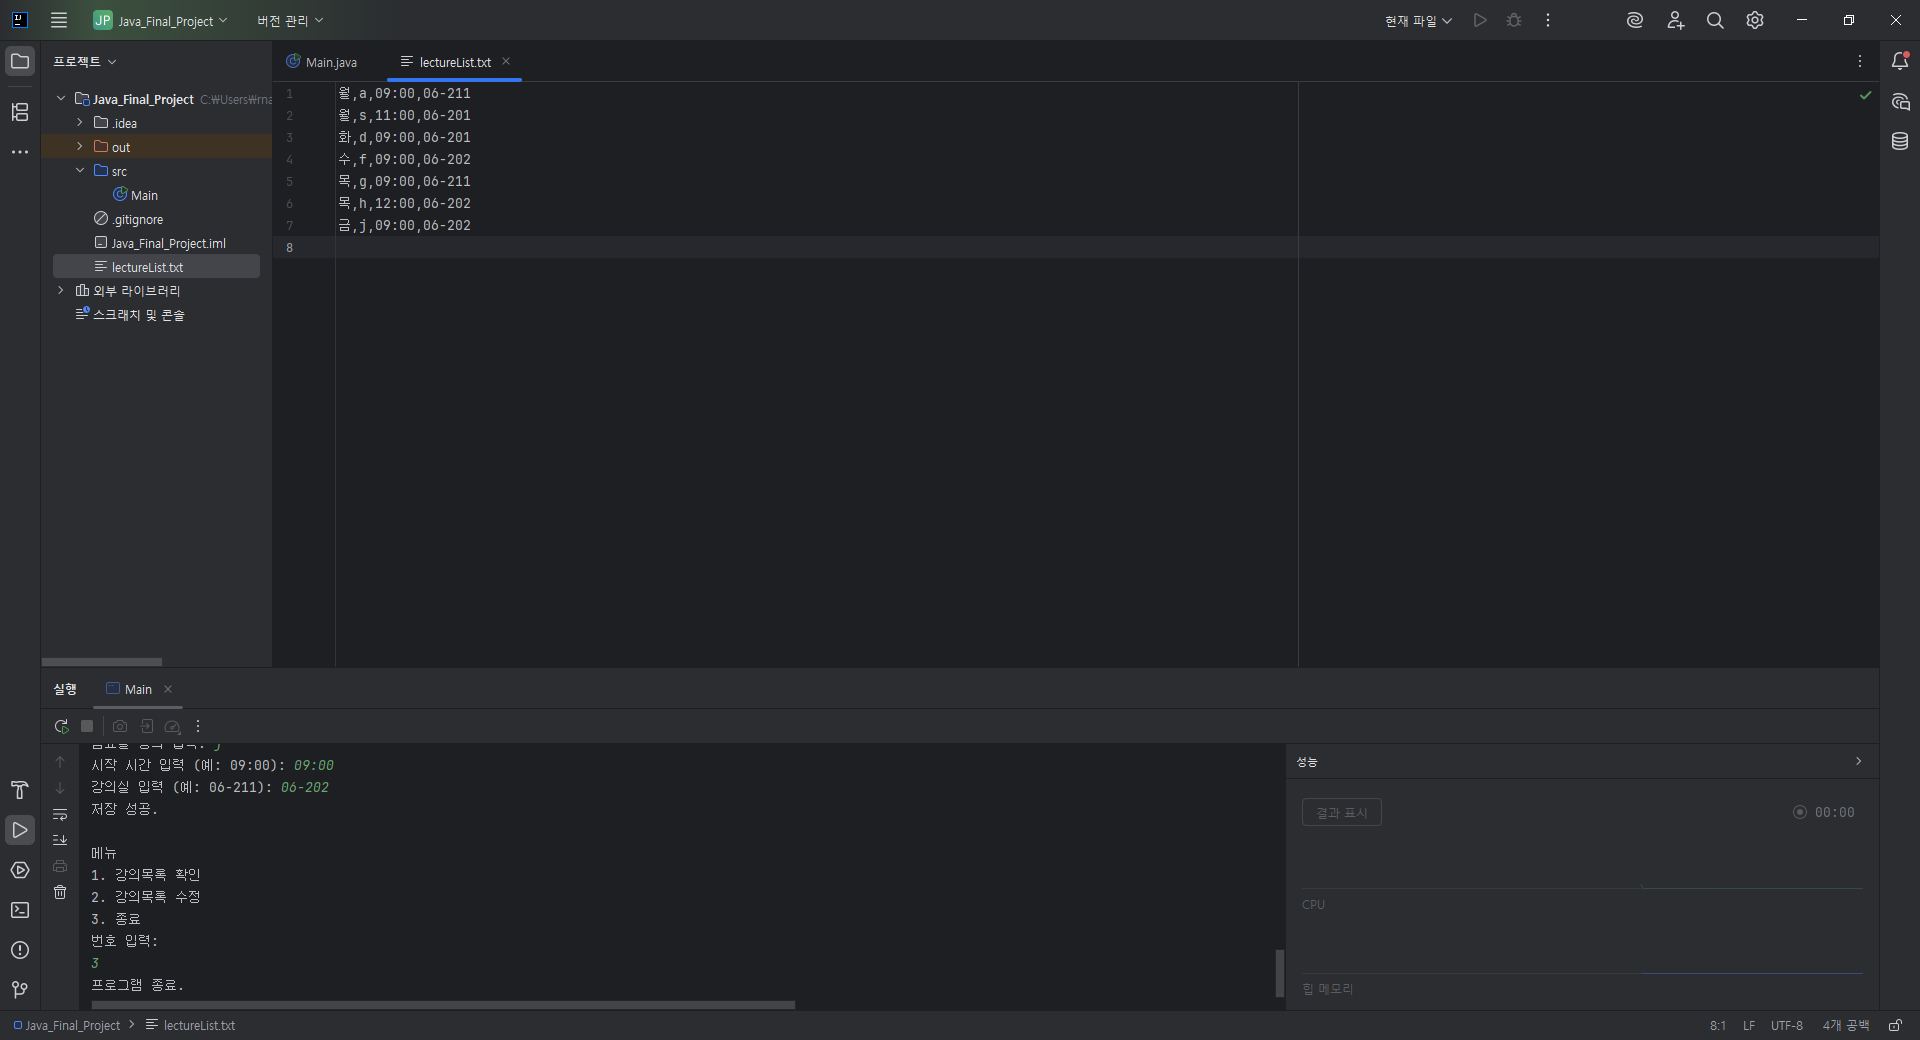 JP Java_Final_Project 버전 관리 현재 파일
프로젝트
Main.java lectureList.txt
Java_Final_Project C:₩Users₩rna
.idea
out
src
Main
.gitignore
Java_Final_Project.iml
lectureList.txt
외부 라이브러리
스크래치 및 콘솔
1 월,a,09:00,06-211
2 월,s,11:00,06-201
3 화,d,09:00,06-201
4 수,f,09:00,06-202
5 목,g,09:00,06-211
6 목,h,12:00,06-202
7 금,j,09:00,06-202
8
실행 Main
시작 시간 입력 (예: 09:00): 09:00
강의실 입력 (예: 06-211): 06-202
저장 성공.
메뉴
1. 강의목록 확인
2. 강의목록 수정
3. 종료
번호 입력:
3
프로그램 종료.
성능
결과 표시 00:00
CPU
힙 메모리
Java_Final_Project lectureList.txt 8:1 LF UTF-8 4개 공백